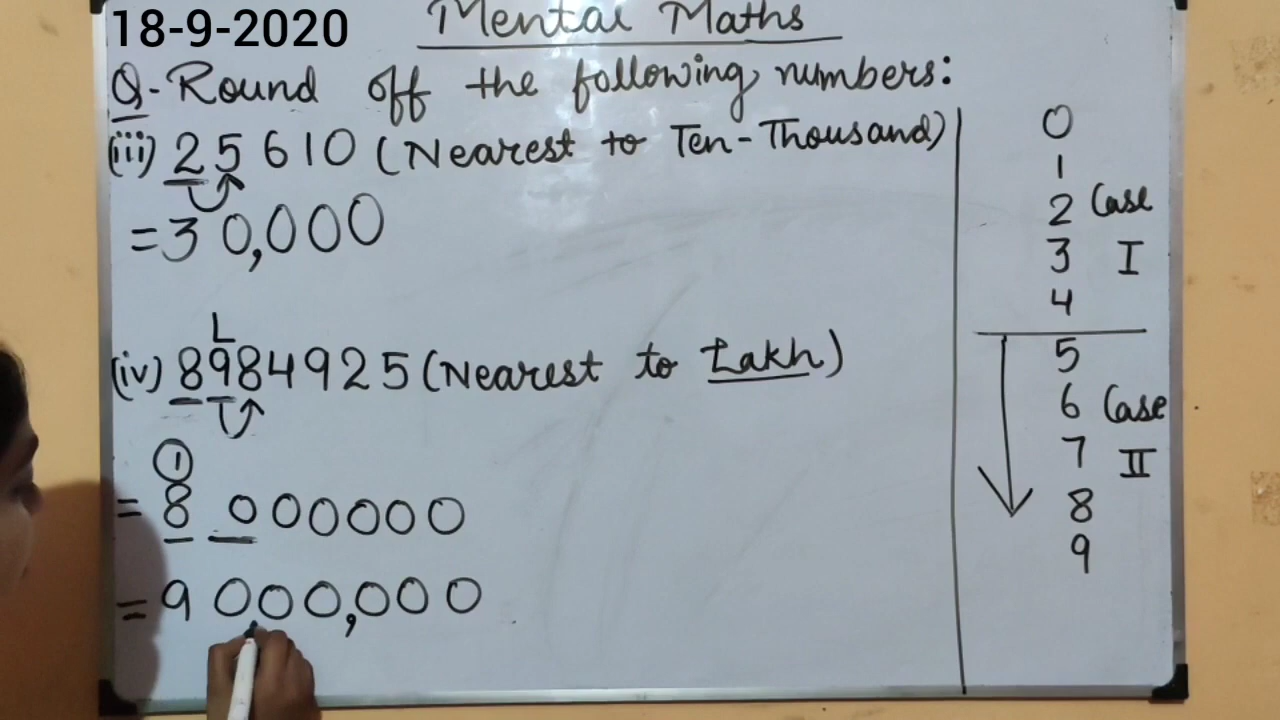 18-9-2020
Mental Maths
Q-Round off the following numbers:
(iii) 25610 (Nearest to Ten-Thousand)
=30,000
L
(iv) 8984925 (Nearest to Lakh)
1
= 8 000000
= 9 000,000
0
1
2 Case
3 I
4
5
6 Case
7 II
8
9